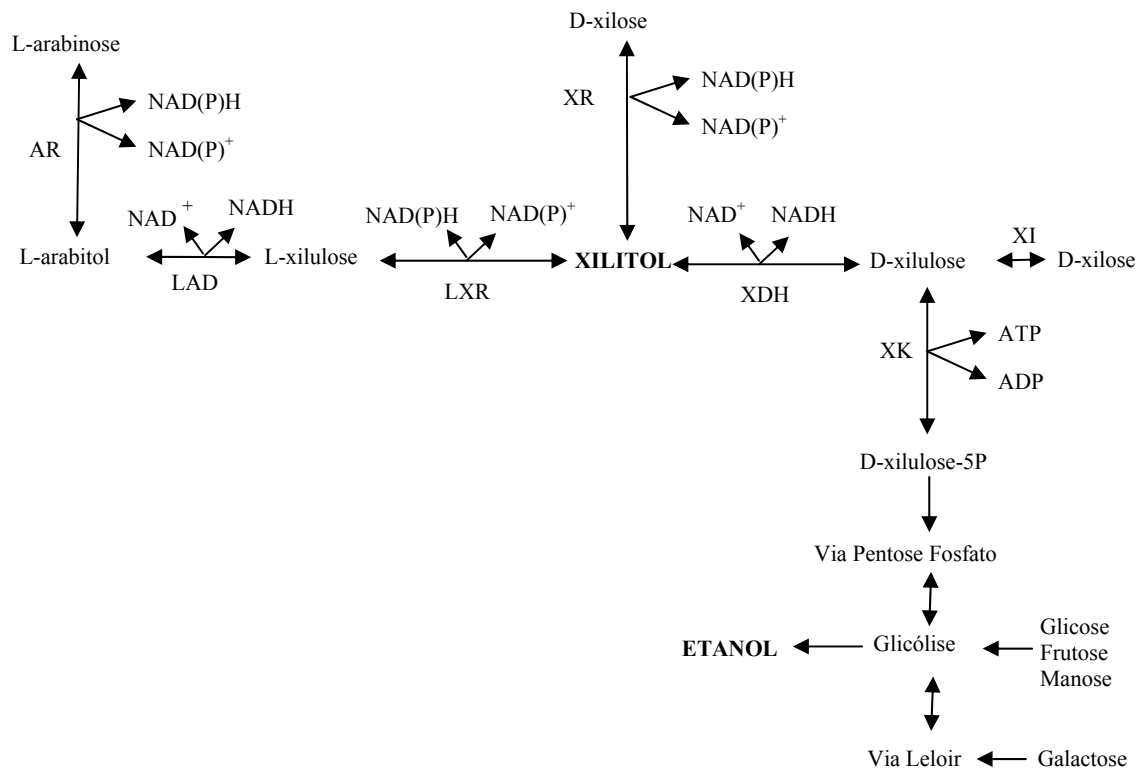 D-xilose
L-arabinose
NAD(P)H
NAD(P)+
AR
XR
NAD(P)H
NAD(P)+
NAD +
NADH
NAD(P)H
NAD(P)+
NAD+
NADH
XI
L-arabitol
L-xilulose
XILITOL
D-xilulose
D-xilose
LAD
LXR
XDH
XK
ATP
ADP
D-xilulose-5P
Via Pentose Fosfato
ETANOL
Glicólise
Glicose
Frutose
Manose
Via Leloir
Galactose